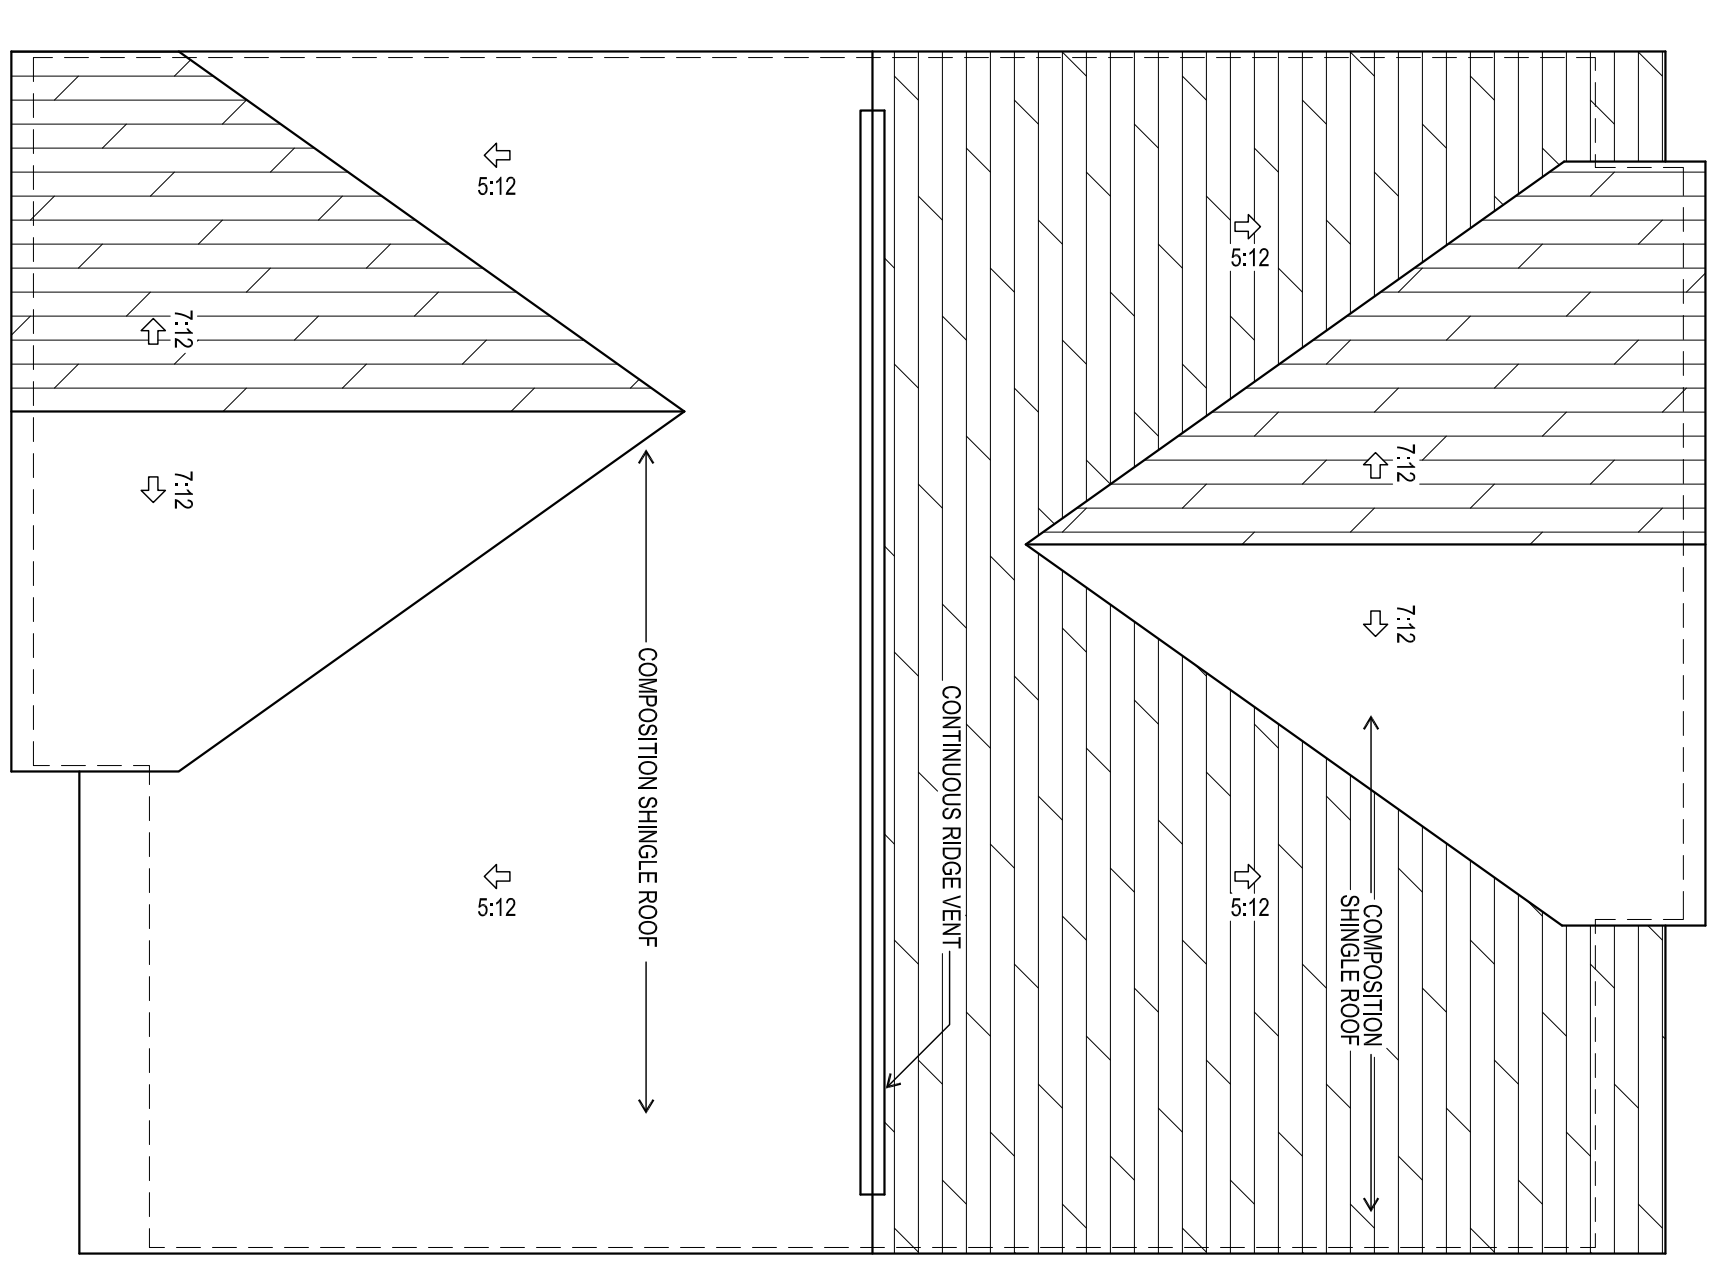 5:12
5:12
7:12
7:12
7:12
7:12
COMPOSITION SHINGLE ROOF
CONTINUOUS RIDGE VENT
5:12
5:12
COMPOSITION
SHINGLE ROOF